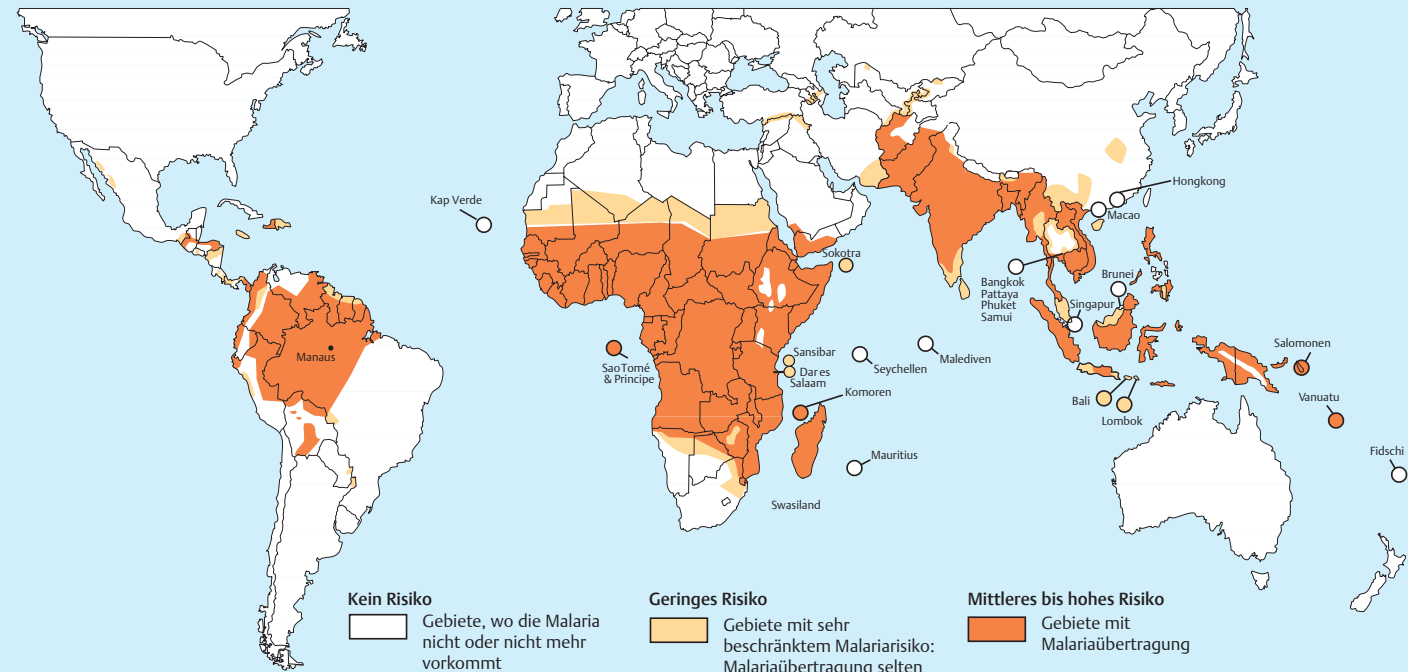 Kap Verde
Hongkong
Macao
Sokotra
Bangkok
Pattaya
Phuket
Samui
Brunei
Singapur
Manaus
Sao Tomé
& Principe
Sansibar
Dar es
Salaam
Seychellen
Malediven
Komoren
Salomonen
Bali
Lombok
Vanuatu
Mauritius
Fidschi
Swasiland
Kein Risiko
Gebiete, wo die Malaria
nicht oder nicht mehr
vorkommt
Geringes Risiko
Gebiete mit sehr
beschränktem Malariarisiko:
Malariaübertragung selten
Mittleres bis hohes Risiko
Gebiete mit
Malariaübertragung